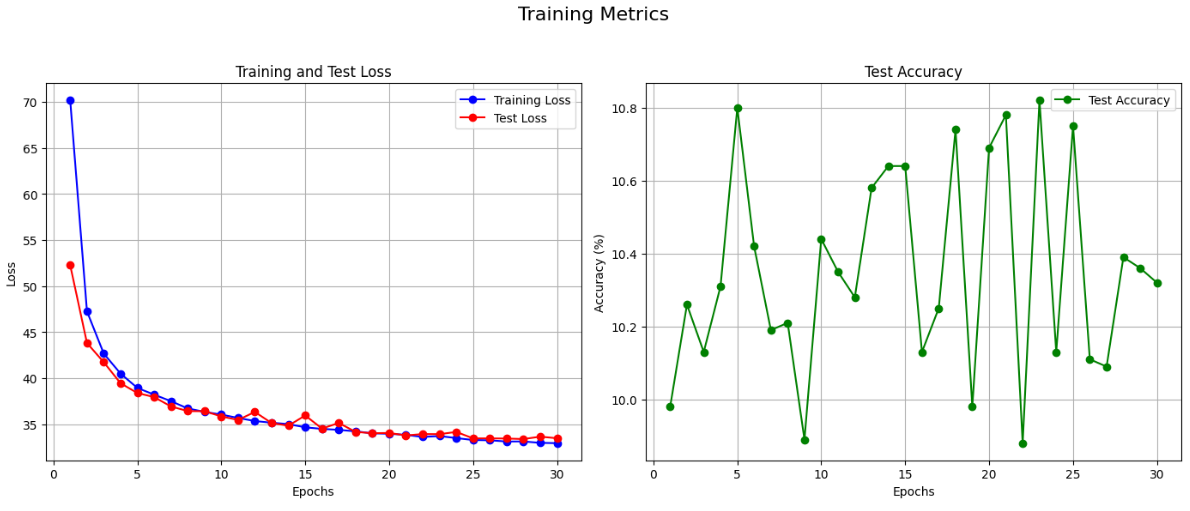 Training Metrics
Training and Test Loss
70
65
60
55
50
45
40
35
Loss
Training Loss
Test Loss
0 5 10 15 20 25 30
Epochs
Test Accuracy
10.8
10.6
10.4
10.2
10.0
Accuracy (%)
Test Accuracy
0 5 10 15 20 25 30
Epochs